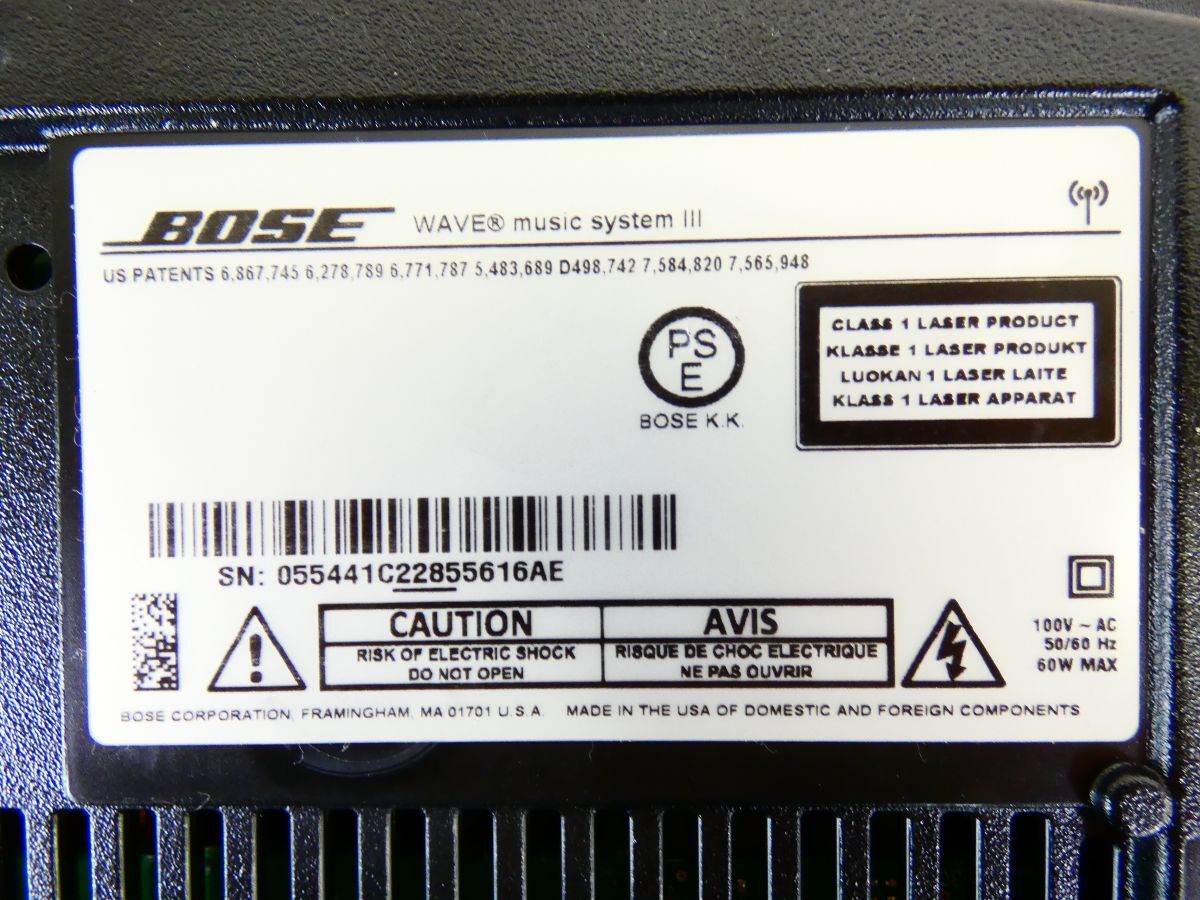 BOSE WAVE® music system III
US PATENTS 6,867,745 6,278,789 6,771,787 5,483,689 D498,742 7,584,820 7,565,948
PS
E
BOSE K.K.
CLASS 1 LASER PRODUCT
KLASSE 1 LASER PRODUKT
LUOKAN 1 LASER LAITE
KLASS 1 LASER APPARAT
SN: 055441C22855616AE
CAUTION
RISK OF ELECTRIC SHOCK
DO NOT OPEN
AVIS
RISQUE DE CHOC ELECTRIQUE
NE PAS OUVRIR
100V ~ AC
50/60 Hz
60W MAX
BOSE CORPORATION, FRAMINGHAM, MA 01701 U.S.A. MADE IN THE USA OF DOMESTIC AND FOREIGN COMPONENTS